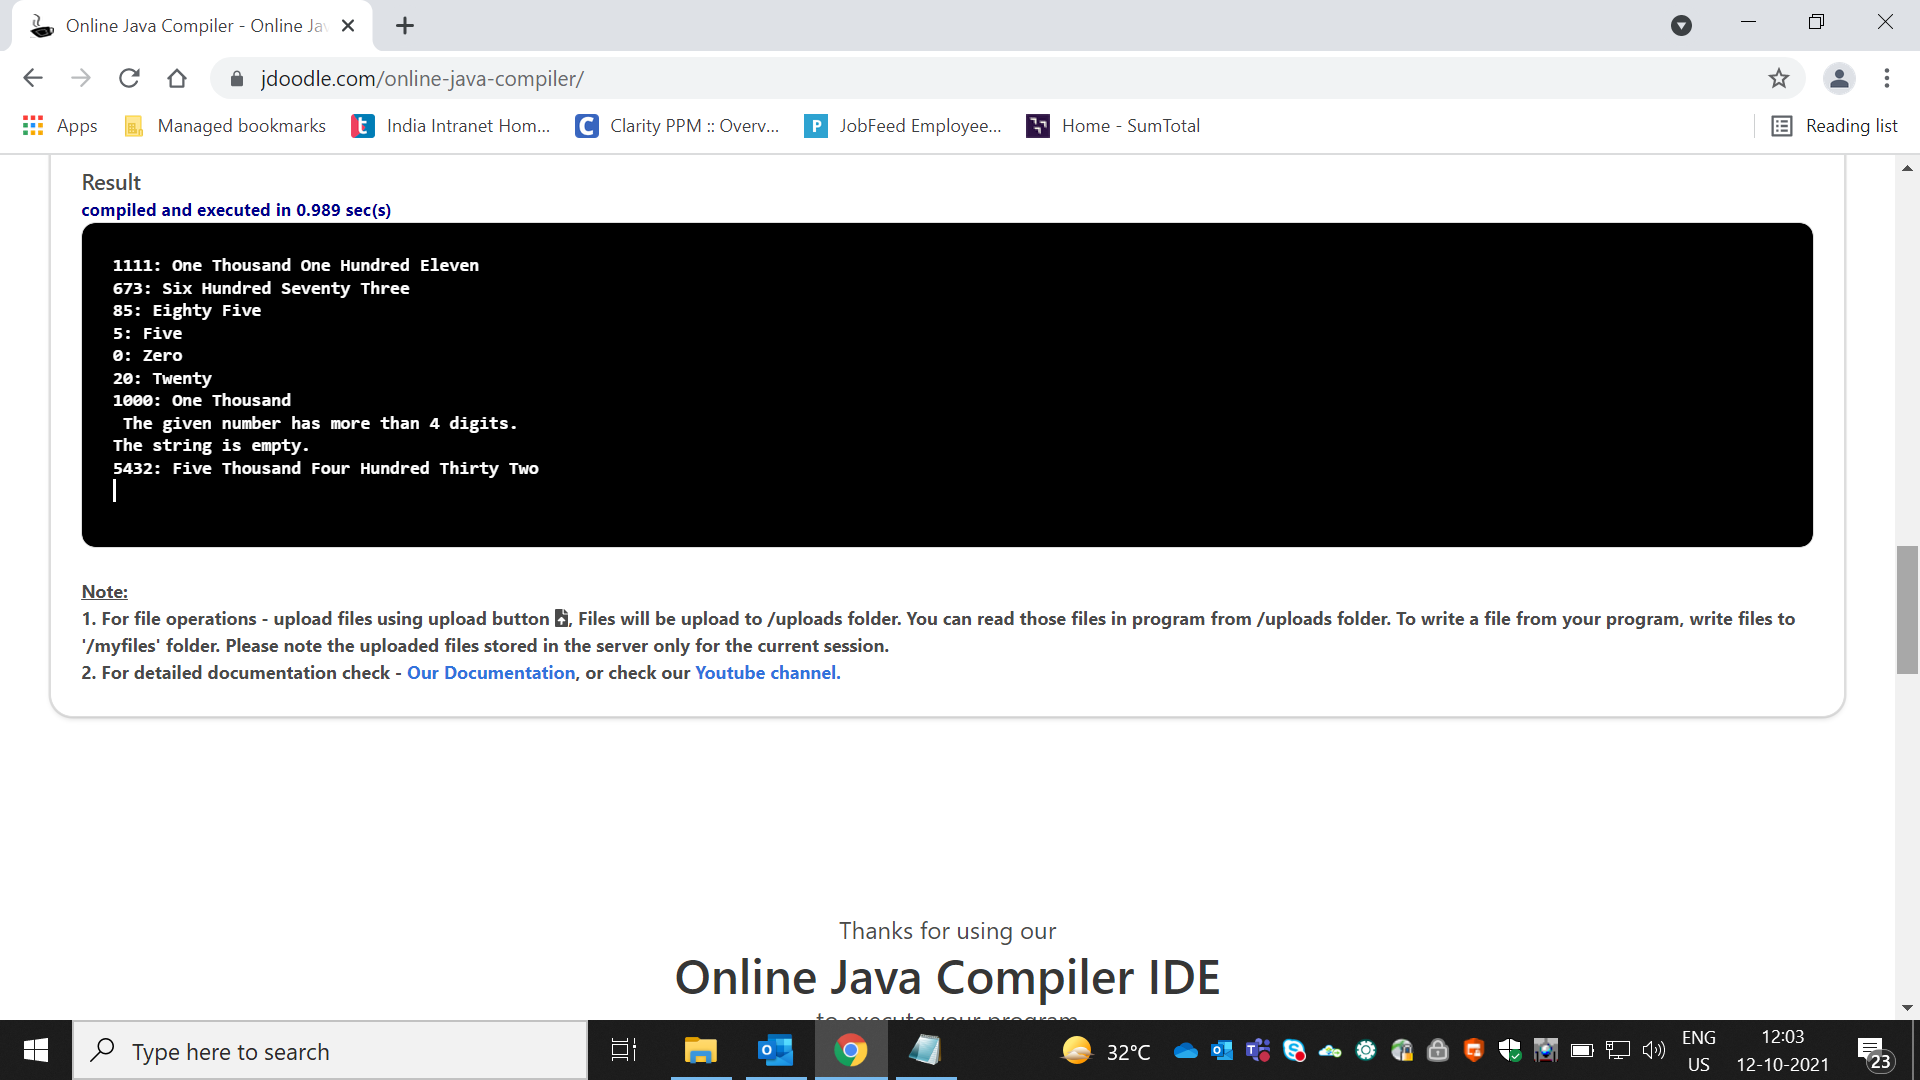 Online Java Compiler - Online Ja
jdoodle.com/online-java-compiler/
Apps
Managed bookmarks
India Intranet Hom...
Clarity PPM :: Overv...
JobFeed Employee...
Home - SumTotal
Reading list
Result
compiled and executed in 0.989 sec(s)
1111: One Thousand One Hundred Eleven
673: Six Hundred Seventy Three
85: Eighty Five
5: Five
0: Zero
20: Twenty
1000: One Thousand
The given number has more than 4 digits.
The string is empty.
5432: Five Thousand Four Hundred Thirty Two
Note:
1. For file operations - upload files using upload button , Files will be upload to /uploads folder. You can read those files in program from /uploads folder. To write a file from your program, write files to
'/myfiles' folder. Please note the uploaded files stored in the server only for the current session.
2. For detailed documentation check - Our Documentation, or check our Youtube channel.
Thanks for using our
Online Java Compiler IDE
to execute your program
Type here to search
32°C
ENG
US
12:03
12-10-2021
23